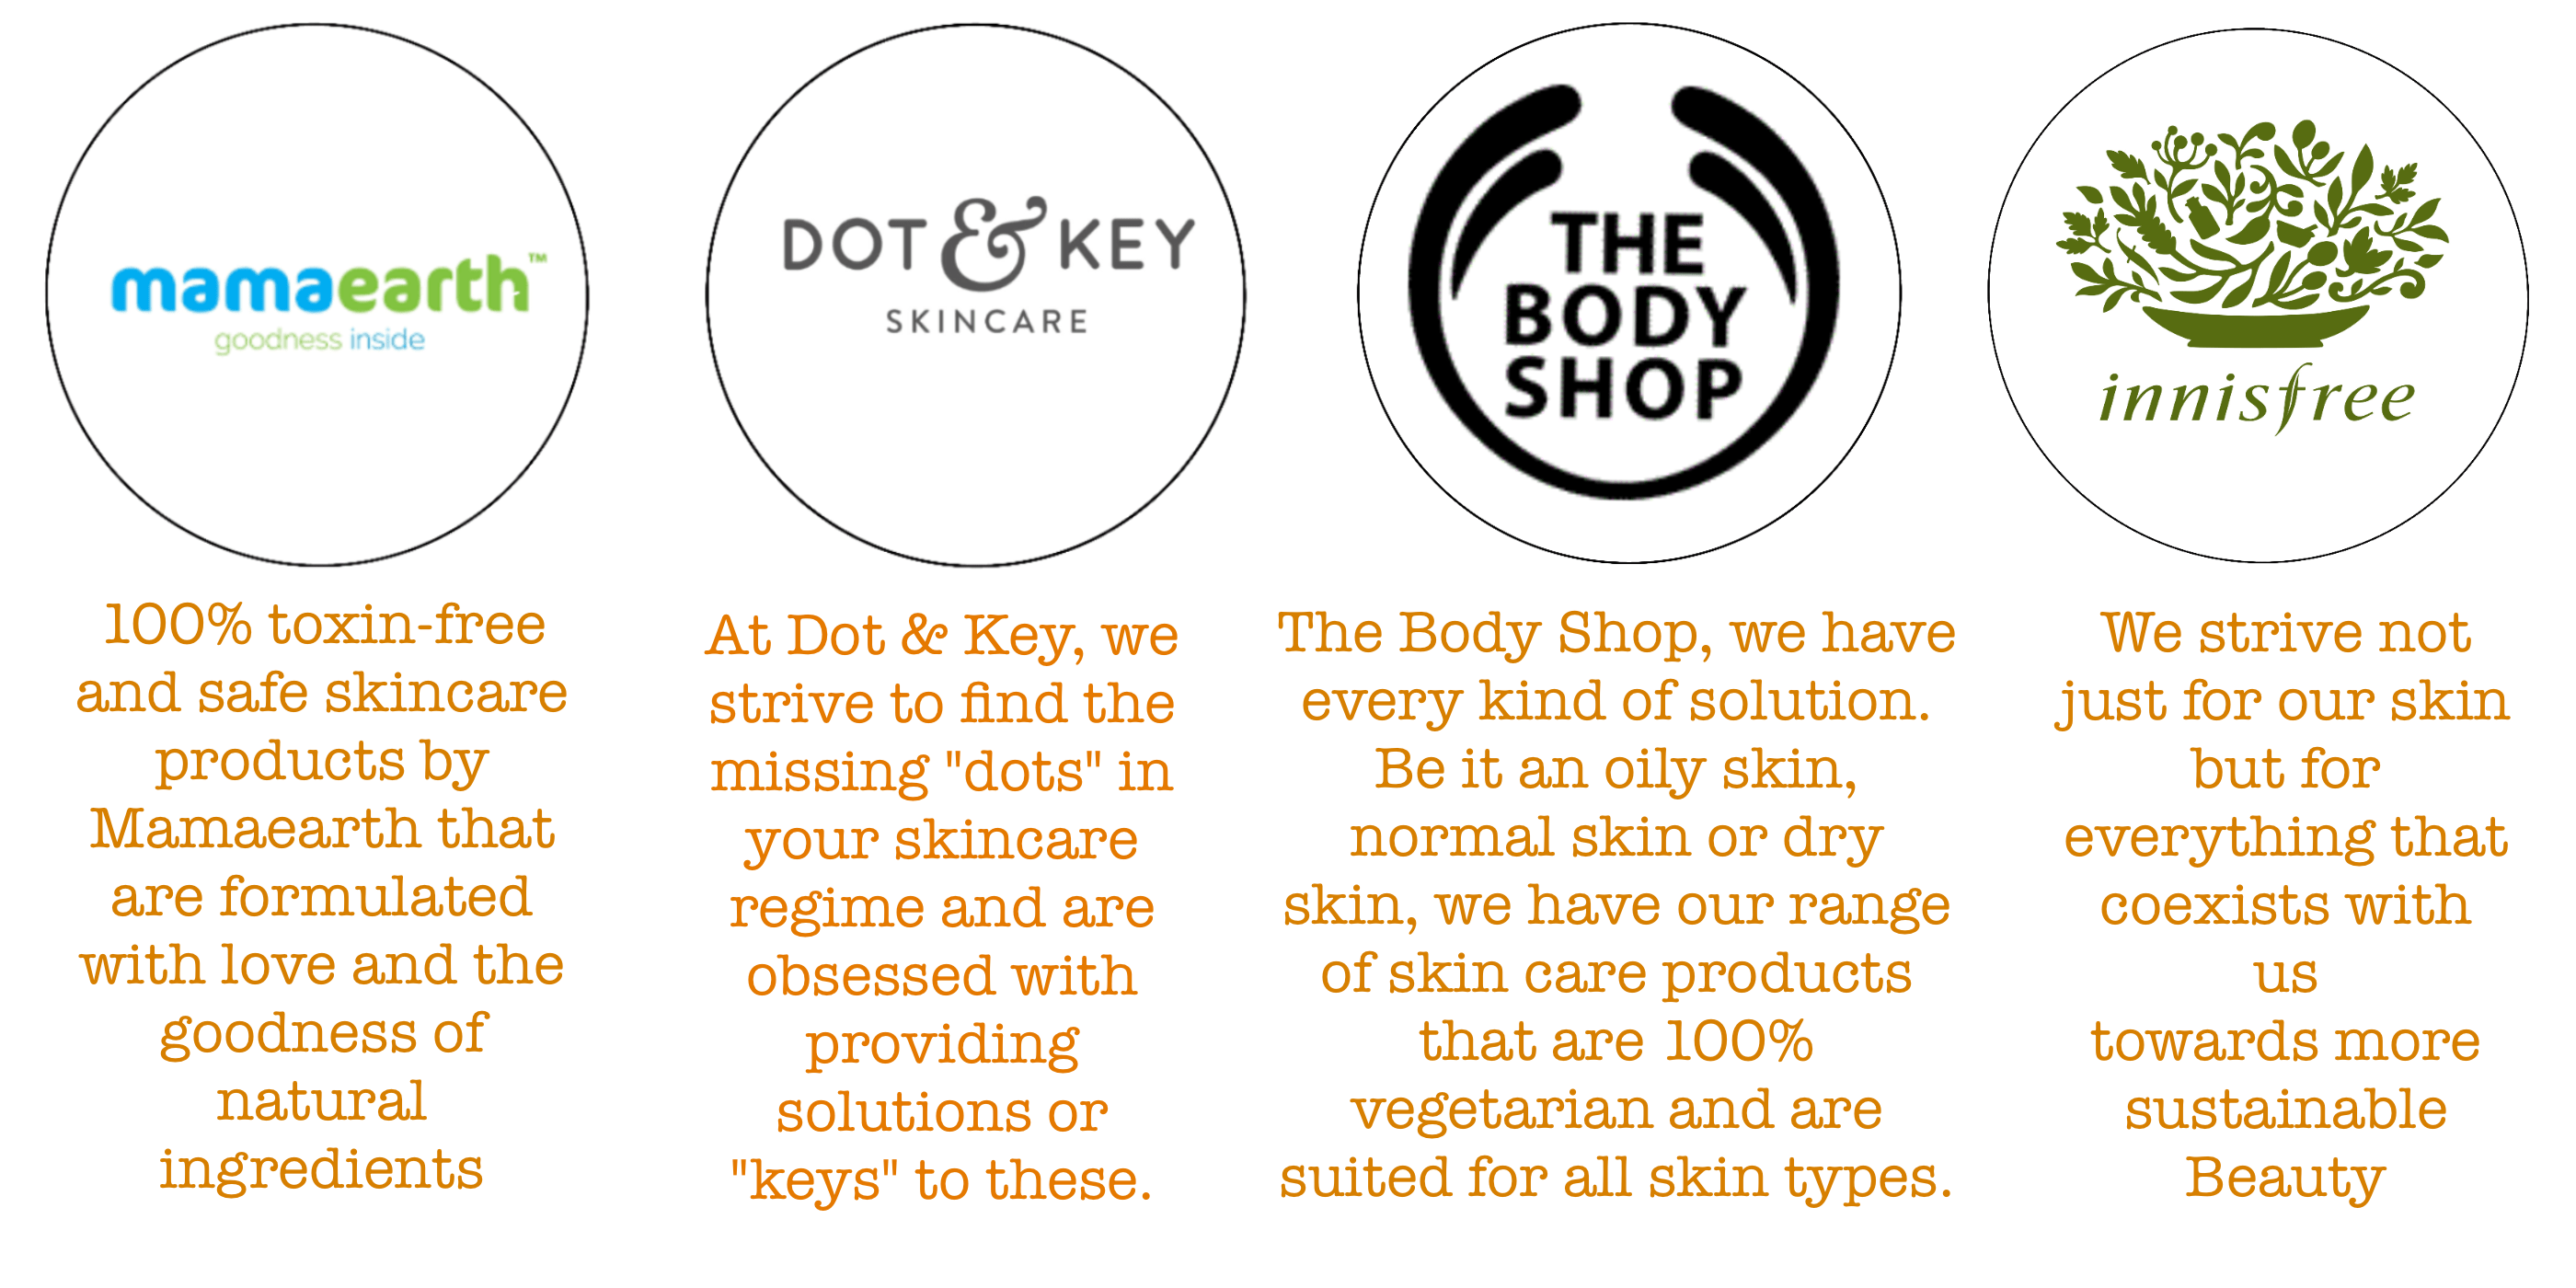 mamaearth™
goodness inside
100% toxin-free
and safe skincare
products by
Mamaearth that
are formulated
with love and the
goodness of
natural
ingredients
DOT & KEY
SKINCARE
At Dot & Key, we
strive to find the
missing "dots" in
your skincare
regime and are
obsessed with
providing
solutions or
"keys" to these.
THE
BODY
SHOP
The Body Shop, we have
every kind of solution.
Be it an oily skin,
normal skin or dry
skin, we have our range
of skin care products
that are 100%
vegetarian and are
suited for all skin types.
innisfree
We strive not
just for our skin
but for
everything that
coexists with
us
towards more
sustainable
Beauty